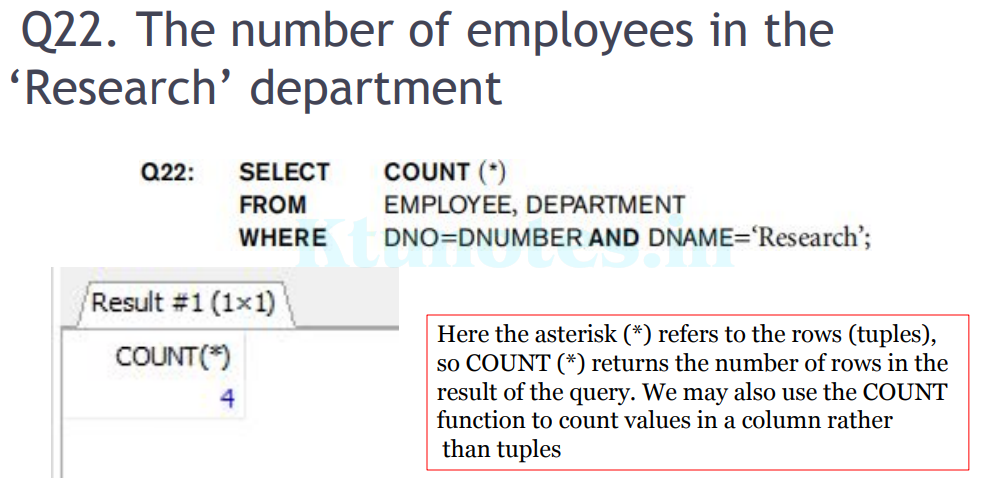 Q22. The number of employees in the
‘Research’ department
Q22: SELECT COUNT (*)
FROM EMPLOYEE, DEPARTMENT
WHERE DNO=DNUMBER AND DNAME=‘Research’;
Ktunotes.in
Result #1 (1×1)
COUNT(*)
4
Here the asterisk (*) refers to the rows (tuples),
so COUNT (*) returns the number of rows in the
result of the query. We may also use the COUNT
function to count values in a column rather
than tuples